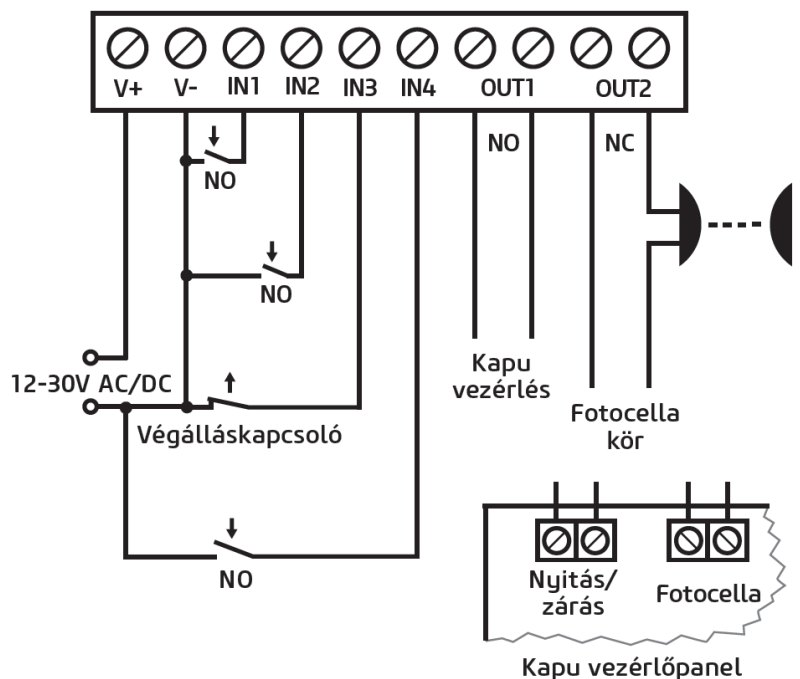 V+ V- IN1 IN2 IN3 IN4 OUT1 OUT2
NO
NO
NC
NO
12-30V AC/DC
Végálláskapcsoló
Kapu
vezérlés
Fotocella
kör
NO
Nyitás/
zárás
Fotocella
Kapu vezérlőpanel